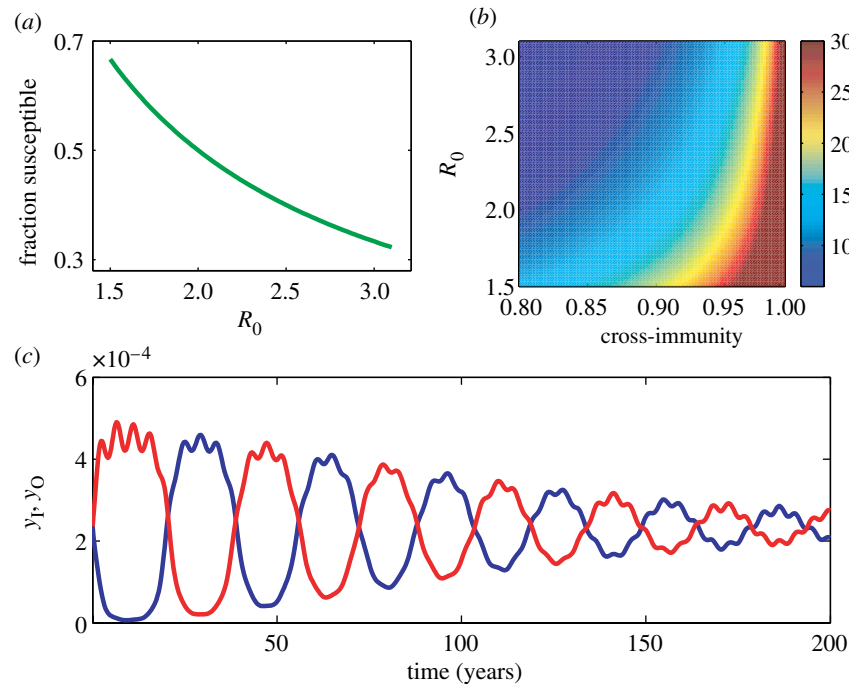 (a)
0.7
0.5
0.3
fraction susceptible
1.5 2.0 2.5 3.0
R0
(b)
3.0
2.5
2.0
1.5
R0
0.80 0.85 0.90 0.95 1.00
cross-immunity
30
25
20
15
10
(c)
×10−4
6
4
2
0
yI, yO
50 100 150 200
time (years)